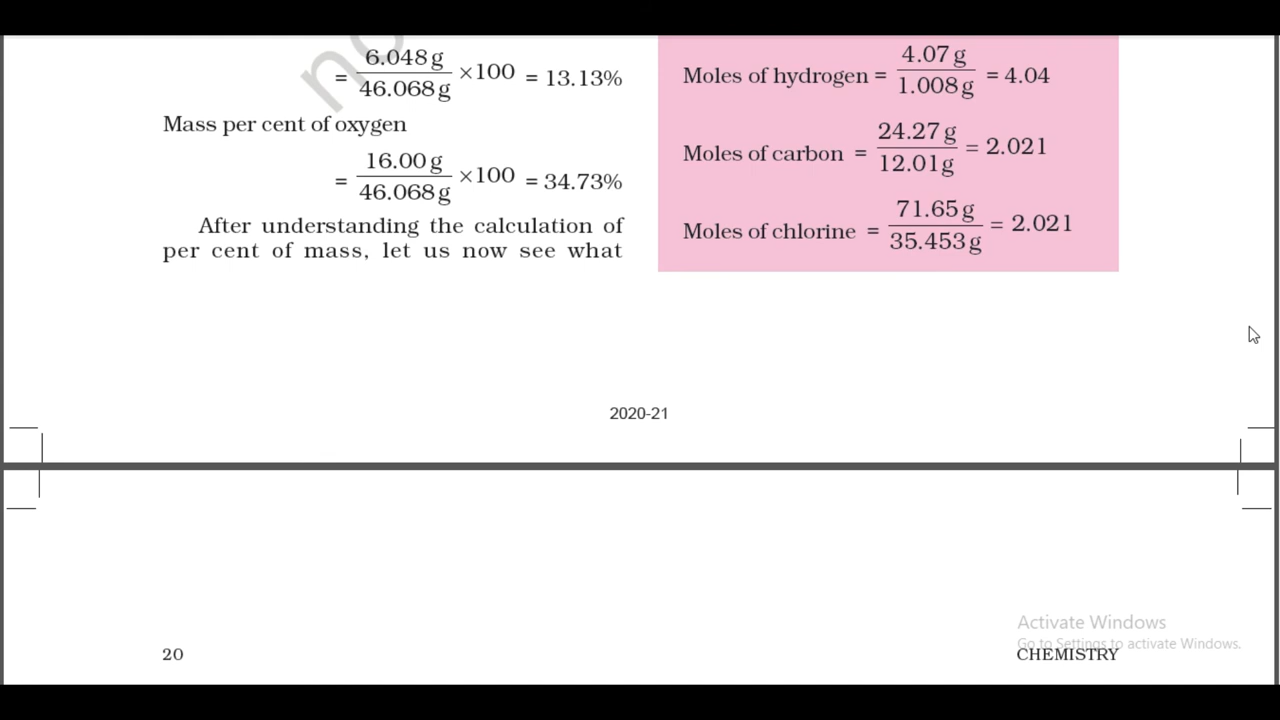 = 6.048 g / 46.068 g ×100 = 13.13%
Mass per cent of oxygen
= 16.00 g / 46.068 g ×100 = 34.73%
After understanding the calculation of
per cent of mass, let us now see what
Moles of hydrogen = 4.07 g / 1.008 g = 4.04
Moles of carbon = 24.27 g / 12.01g = 2.021
Moles of chlorine = 71.65 g / 35.453 g = 2.021
2020-21
Activate Windows
Go to Settings to activate Windows.
20
CHEMISTRY